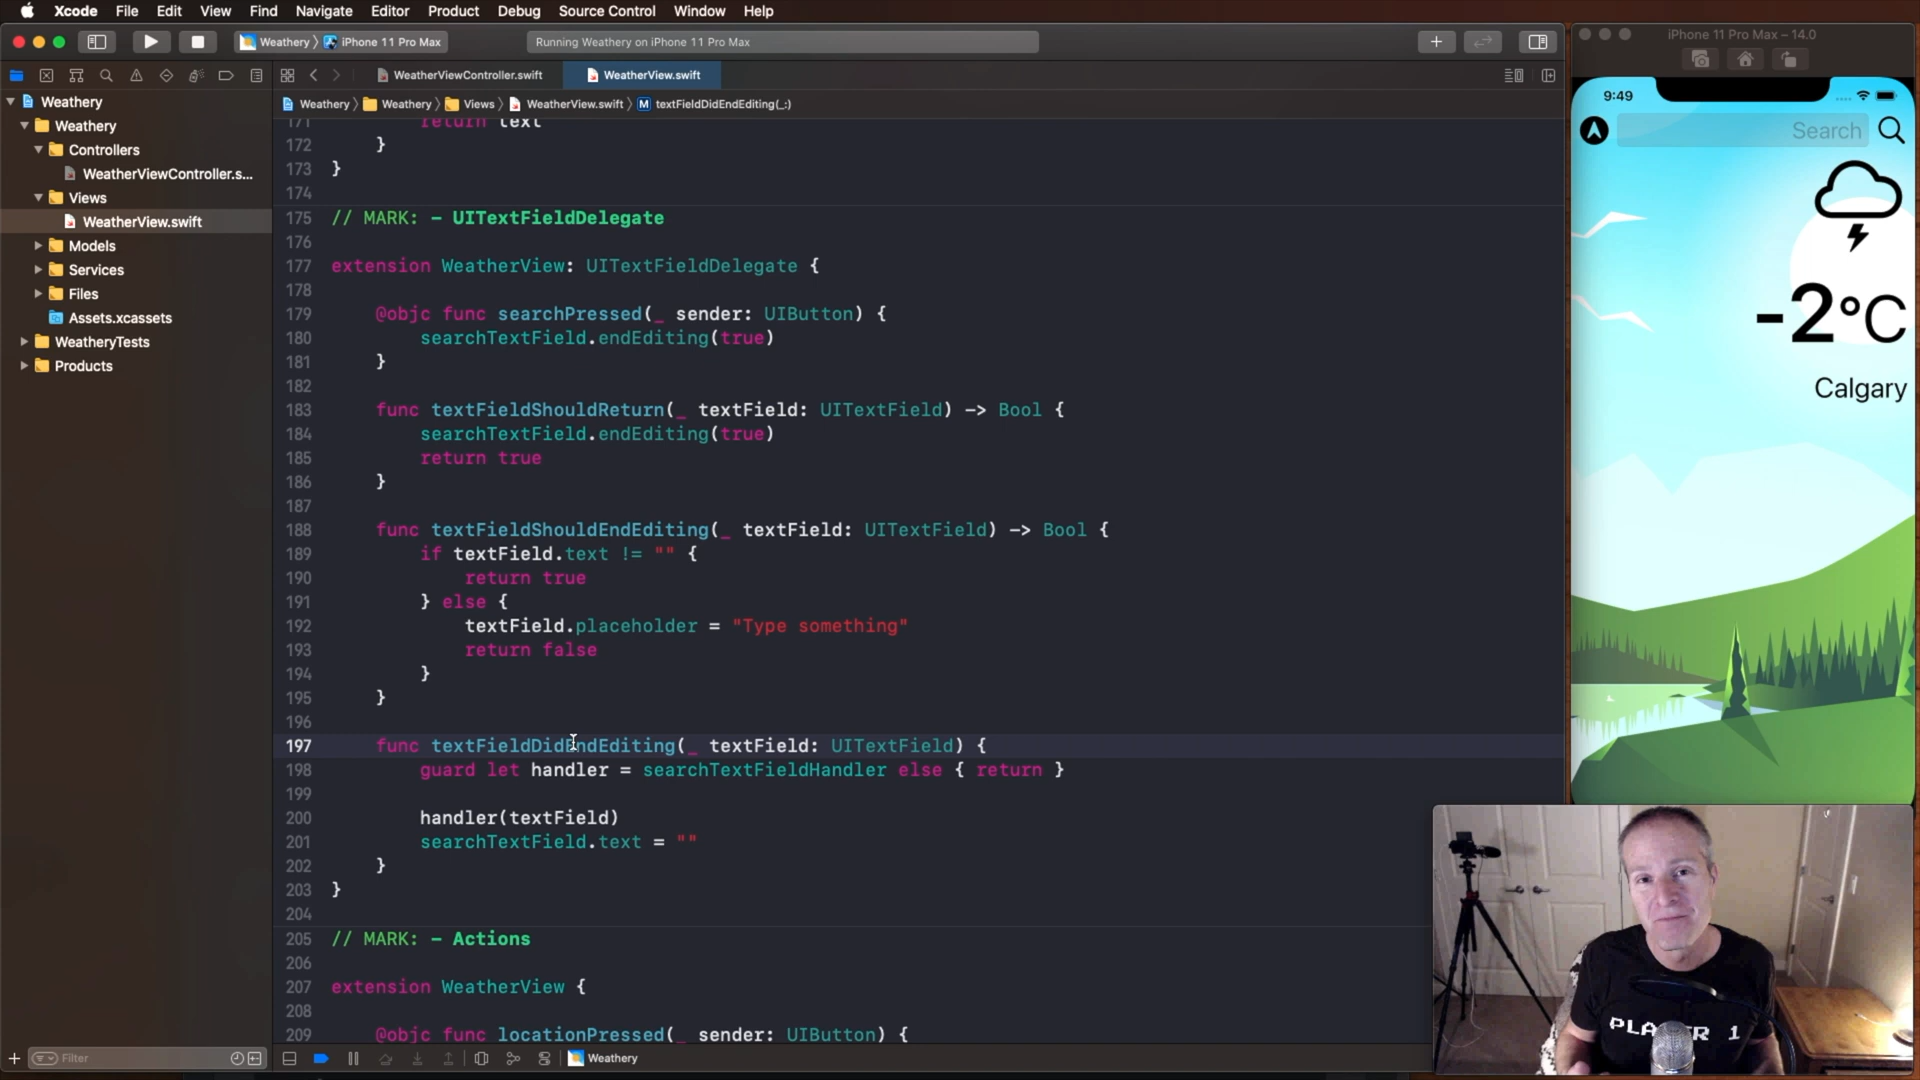 Xcode File Edit View Find Navigate Editor Product Debug Source Control Window Help
Weathery 〉 iPhone 11 Pro Max
Running Weathery on iPhone 11 Pro Max
iPhone 11 Pro Max – 14.0
WeatherViewController.swift
WeatherView.swift
Weathery 〉 Weathery 〉 Views 〉 WeatherView.swift 〉 M textFieldDidEndEditing(_:)
Weathery
Weathery
Controllers
WeatherViewController.s...
Views
WeatherView.swift
Models
Services
Files
Assets.xcassets
WeatheryTests
Products
171 return text
172 }
173 }
174
175 // MARK: - UITextFieldDelegate
176
177 extension WeatherView: UITextFieldDelegate {
178
179 @objc func searchPressed(_ sender: UIButton) {
180 searchTextField.endEditing(true)
181 }
182
183 func textFieldShouldReturn(_ textField: UITextField) -> Bool {
184 searchTextField.endEditing(true)
185 return true
186 }
187
188 func textFieldShouldEndEditing(_ textField: UITextField) -> Bool {
189 if textField.text != "" {
190 return true
191 } else {
192 textField.placeholder = "Type something"
193 return false
194 }
195 }
196
197 func textFieldDidEndEditing(_ textField: UITextField) {
198 guard let handler = searchTextFieldHandler else { return }
199
200 handler(textField)
201 searchTextField.text = ""
202 }
203 }
204
205 // MARK: - Actions
206
207 extension WeatherView {
208
209 @objc func locationPressed(_ sender: UIButton) {
Filter
Weathery
9:49
Search
-2°C
Calgary
PLAYER 1